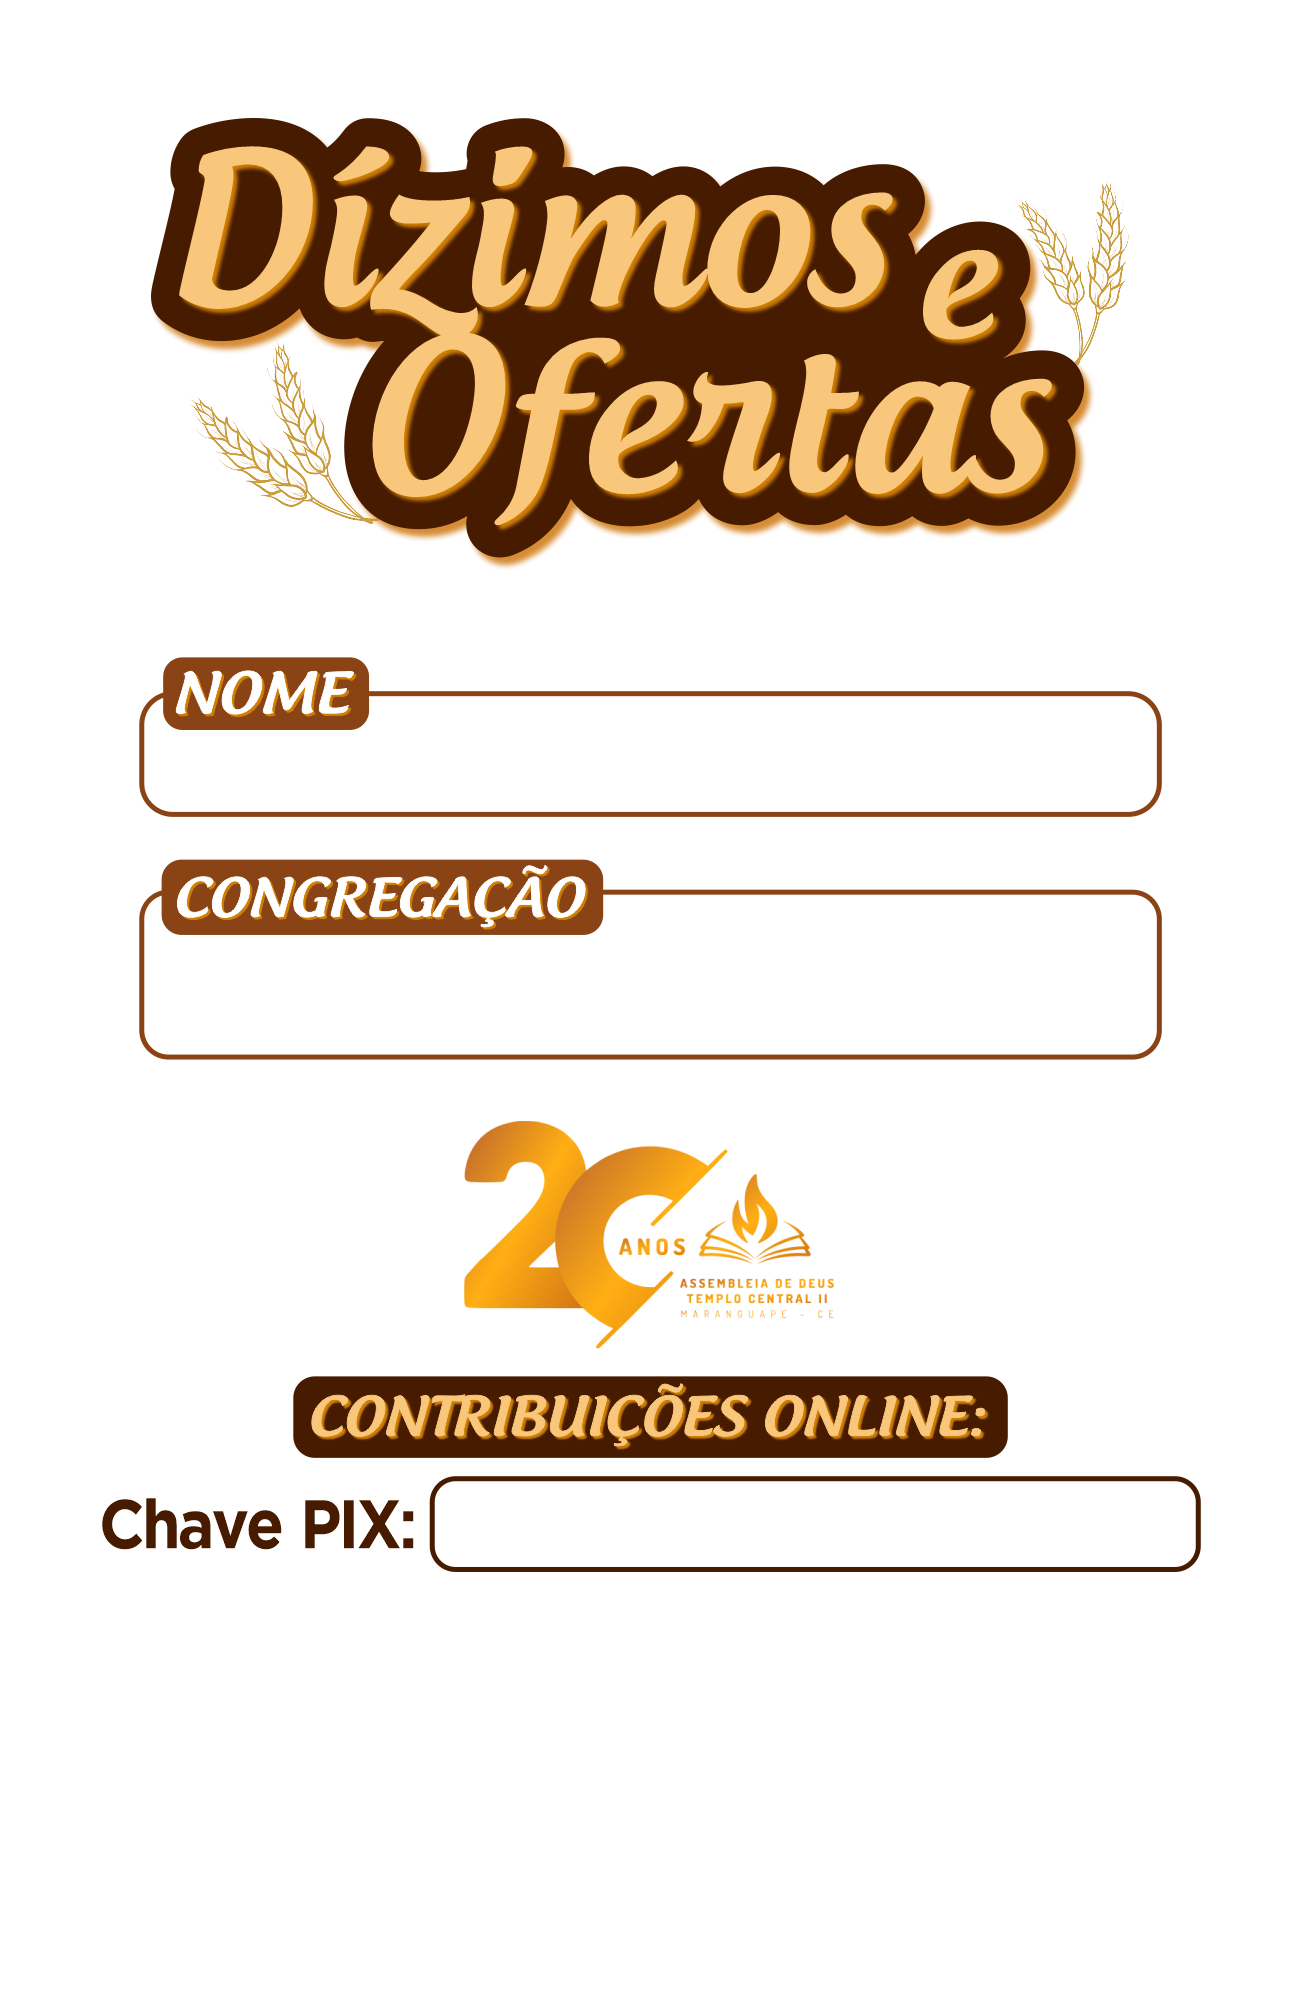 Dízimos e
Ofertas
NOME
CONGREGAÇÃO
20
ANOS
ASSEMBLEIA DE DEUS
TEMPLO CENTRAL II
MARANGUAPE - CE
CONTRIBUIÇÕES ONLINE:
Chave PIX: